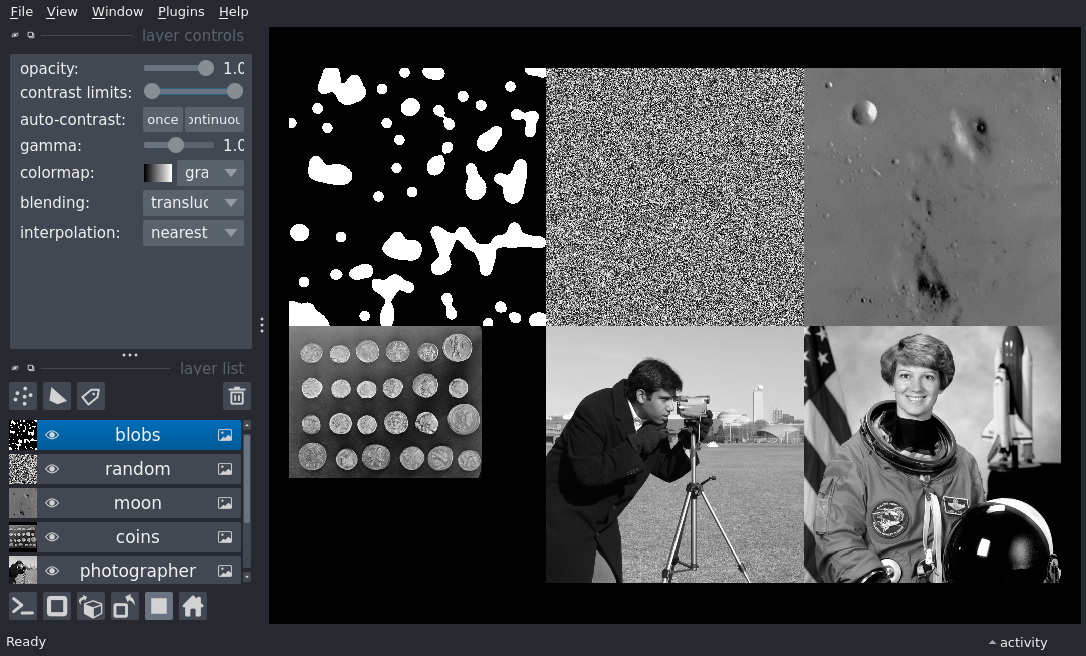 File View Window Plugins Help
layer controls
opacity: 1.0
contrast limits:
auto-contrast: once ontinuou
gamma: 1.0
colormap: gra
blending: transluc
interpolation: nearest
layer list
blobs
random
moon
coins
photographer
Ready
activity